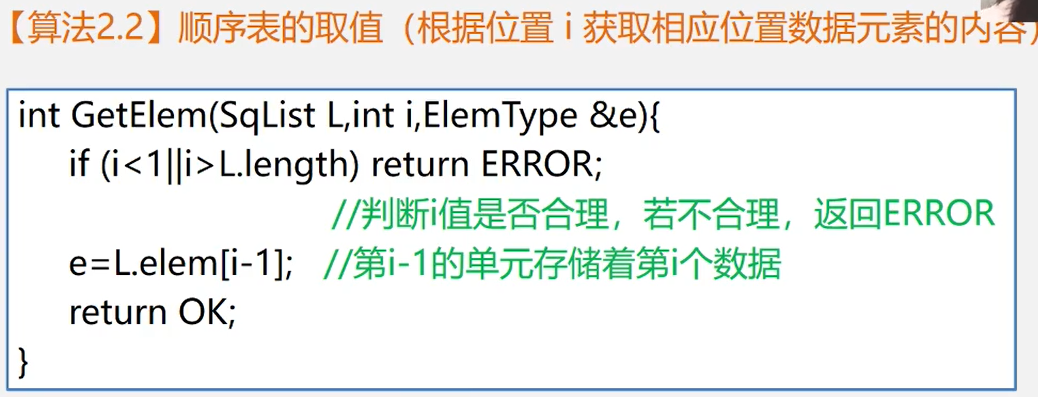 【算法2.2】顺序表的取值（根据位置 i 获取相应位置数据元素的内容）
int GetElem(SqList L,int i,ElemType &e){
if (i<1||i>L.length) return ERROR;
//判断i值是否合理，若不合理，返回ERROR
e=L.elem[i-1]; //第i-1的单元存储着第i个数据
return OK;
}